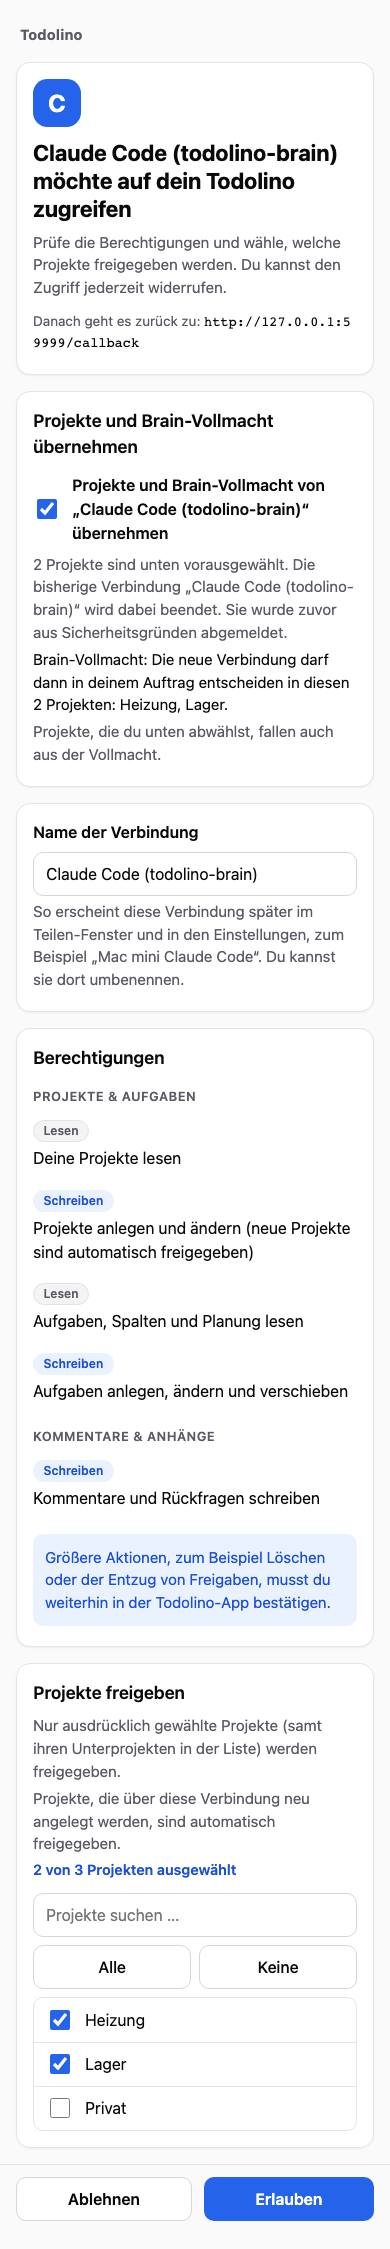 Todolino
C
Claude Code (todolino-brain)
möchte auf dein Todolino
zugreifen
Prüfe die Berechtigungen und wähle, welche
Projekte freigegeben werden. Du kannst den
Zugriff jederzeit widerrufen.
Danach geht es zurück zu: http://127.0.0.1:5
9999/callback
Projekte und Brain-Vollmacht
übernehmen
Projekte und Brain-Vollmacht von
„Claude Code (todolino-brain)“
übernehmen
2 Projekte sind unten vorausgewählt. Die
bisherige Verbindung „Claude Code (todolino-
brain)“ wird dabei beendet. Sie wurde zuvor
aus Sicherheitsgründen abgemeldet.
Brain-Vollmacht: Die neue Verbindung darf
dann in deinem Auftrag entscheiden in diesen
2 Projekten: Heizung, Lager.
Projekte, die du unten abwählst, fallen auch
aus der Vollmacht.
Name der Verbindung
Claude Code (todolino-brain)
So erscheint diese Verbindung später im
Teilen-Fenster und in den Einstellungen, zum
Beispiel „Mac mini Claude Code“. Du kannst
sie dort umbenennen.
Berechtigungen
PROJEKTE & AUFGABEN
Lesen
Deine Projekte lesen
Schreiben
Projekte anlegen und ändern (neue Projekte
sind automatisch freigegeben)
Lesen
Aufgaben, Spalten und Planung lesen
Schreiben
Aufgaben anlegen, ändern und verschieben
KOMMENTARE & ANHÄNGE
Schreiben
Kommentare und Rückfragen schreiben
Größere Aktionen, zum Beispiel Löschen
oder der Entzug von Freigaben, musst du
weiterhin in der Todolino-App bestätigen.
Projekte freigeben
Nur ausdrücklich gewählte Projekte (samt
ihren Unterprojekten in der Liste) werden
freigegeben.
Projekte, die über diese Verbindung neu
angelegt werden, sind automatisch
freigegeben.
2 von 3 Projekten ausgewählt
Projekte suchen …
Alle
Keine
Heizung
Lager
Privat
Ablehnen
Erlauben